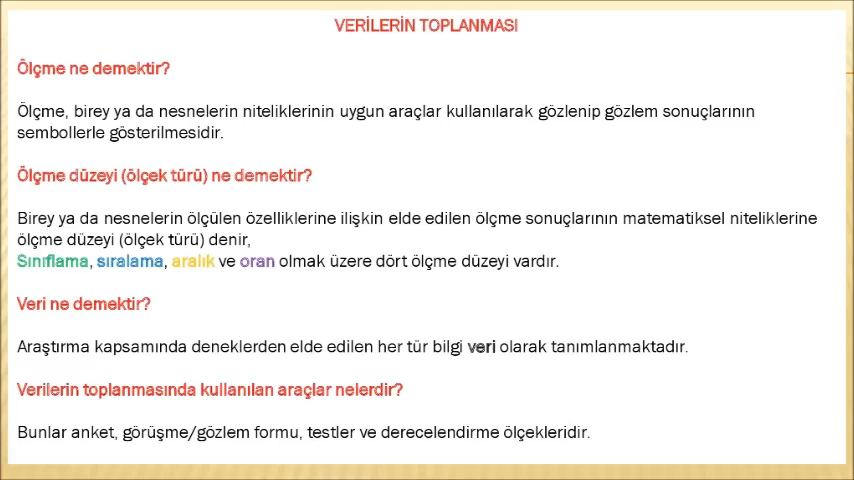 VERİLERİN TOPLANMASI
Ölçme ne demektir?
Ölçme, birey ya da nesnelerin niteliklerinin uygun araçlar kullanılarak gözlenip gözlem sonuçlarının
sembollerle gösterilmesidir.
Ölçme düzeyi (ölçek türü) ne demektir?
Birey ya da nesnelerin ölçülen özelliklerine ilişkin elde edilen ölçme sonuçlarının matematiksel niteliklerine
ölçme düzeyi (ölçek türü) denir,
Sınıflama, sıralama, aralık ve oran olmak üzere dört ölçme düzeyi vardır.
Veri ne demektir?
Araştırma kapsamında deneklerden elde edilen her tür bilgi veri olarak tanımlanmaktadır.
Verilerin toplanmasında kullanılan araçlar nelerdir?
Bunlar anket, görüşme/gözlem formu, testler ve derecelendirme ölçekleridir.